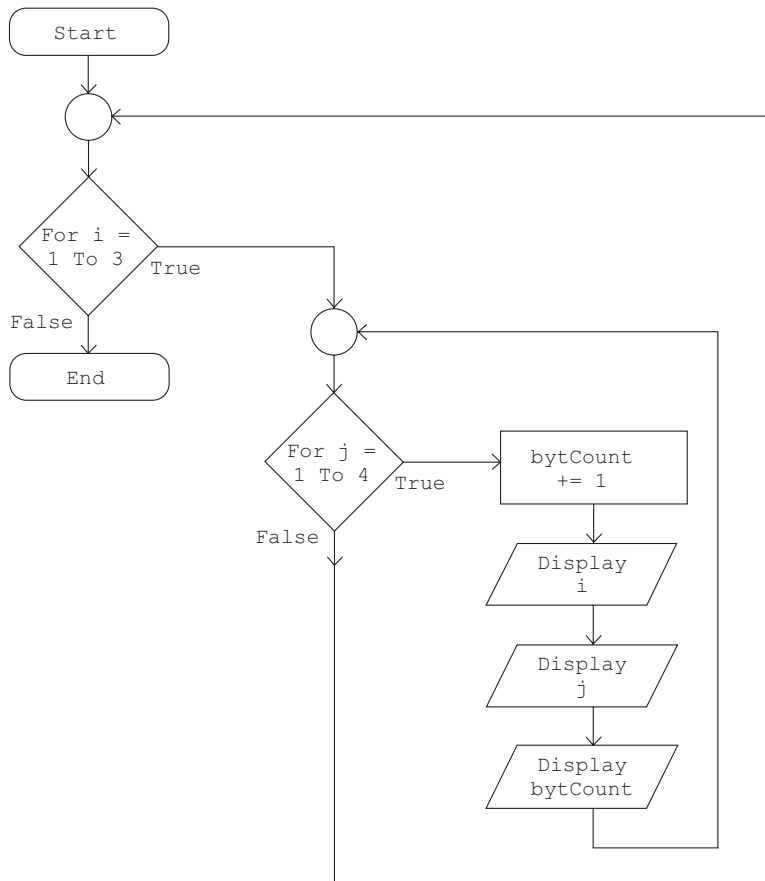 Start
For i =
1 To 3
True
False
End
For j =
1 To 4
True
False
bytCount
+= 1
Display
i
Display
j
Display
bytCount